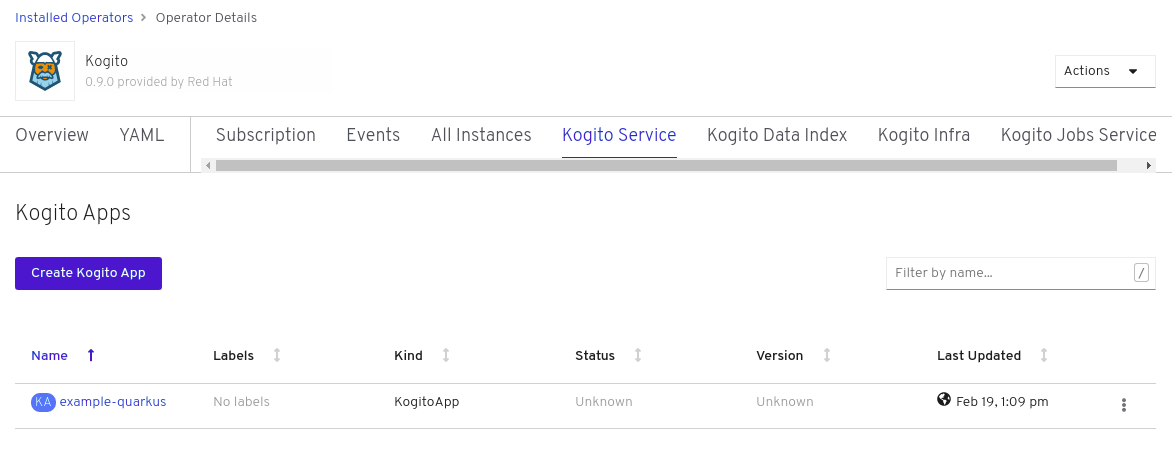 Installed Operators > Operator Details
Kogito
0.9.0 provided by Red Hat
Actions
Overview YAML Subscription Events All Instances Kogito Service Kogito Data Index Kogito Infra Kogito Jobs Service
Kogito Apps
Create Kogito App
Filter by name... /
Name Labels Kind Status Version Last Updated
KA example-quarkus No labels KogitoApp Unknown Unknown Feb 19, 1:09 pm